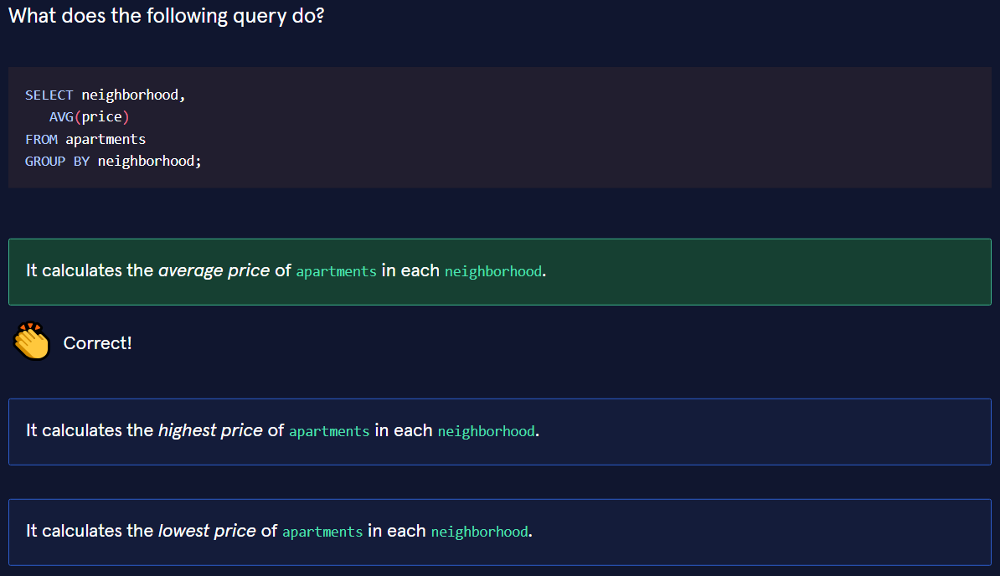 What does the following query do?
SELECT neighborhood,
   AVG(price)
FROM apartments
GROUP BY neighborhood;
It calculates the average price of apartments in each neighborhood.
Correct!
It calculates the highest price of apartments in each neighborhood.
It calculates the lowest price of apartments in each neighborhood.